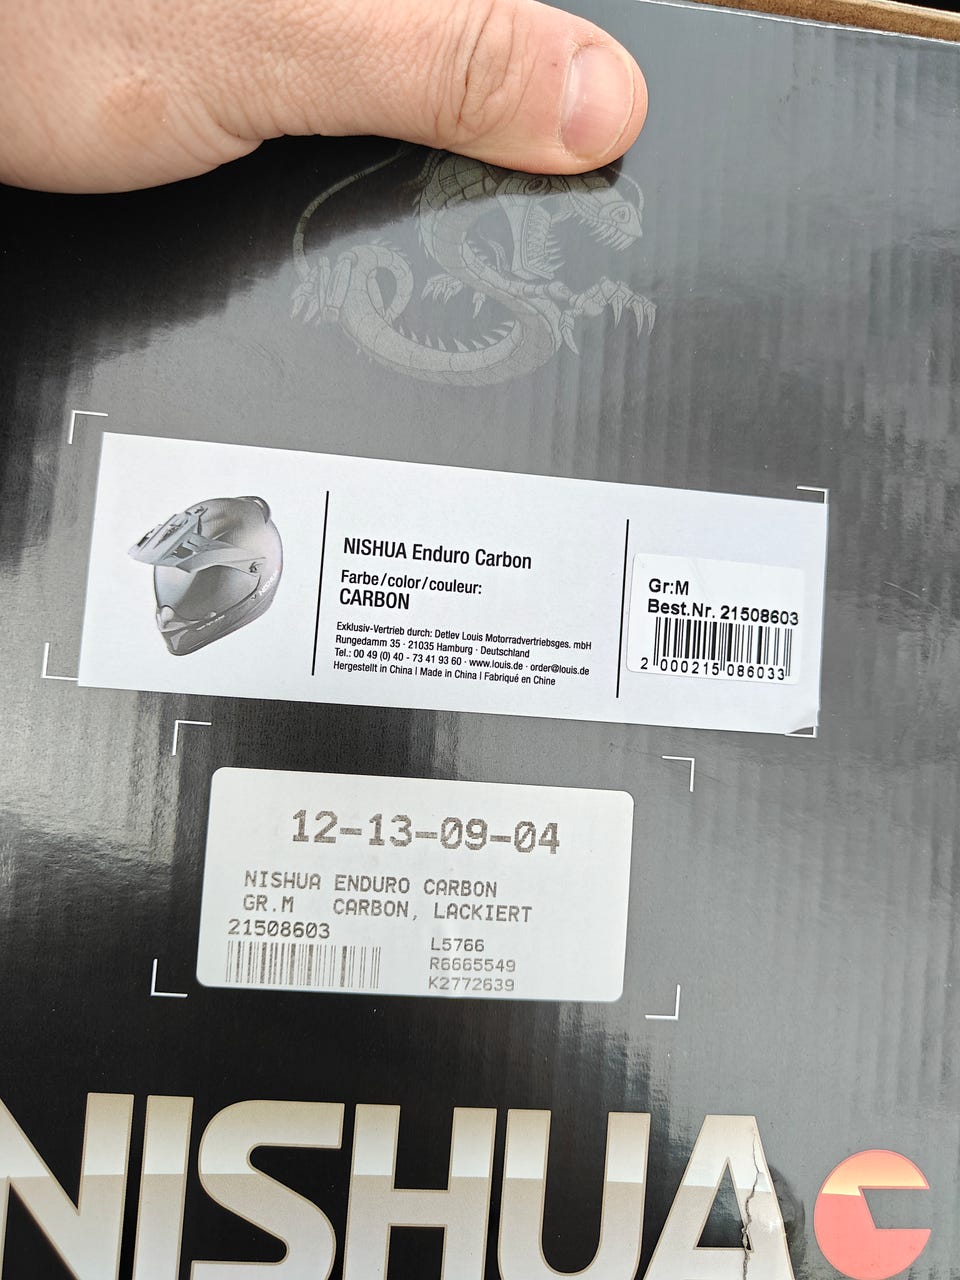 NISHUA Enduro Carbon
Farbe/color/couleur:
CARBON
Exklusiv-Vertrieb durch: Detlev Louis Motorradvertriebsges. mbH
Rungedamm 35 · 21035 Hamburg · Deutschland
Tel.: 00 49 (0) 40 - 73 41 93 60 · www.louis.de · order@louis.de
Hergestellt in China | Made in China | Fabriqué en Chine
Gr:M
Best.Nr. 21508603
2 000215 086033
12-13-09-04
NISHUA ENDURO CARBON
GR.M CARBON, LACKIERT
21508603
L5766
R6665549
K2772639
NISHUA